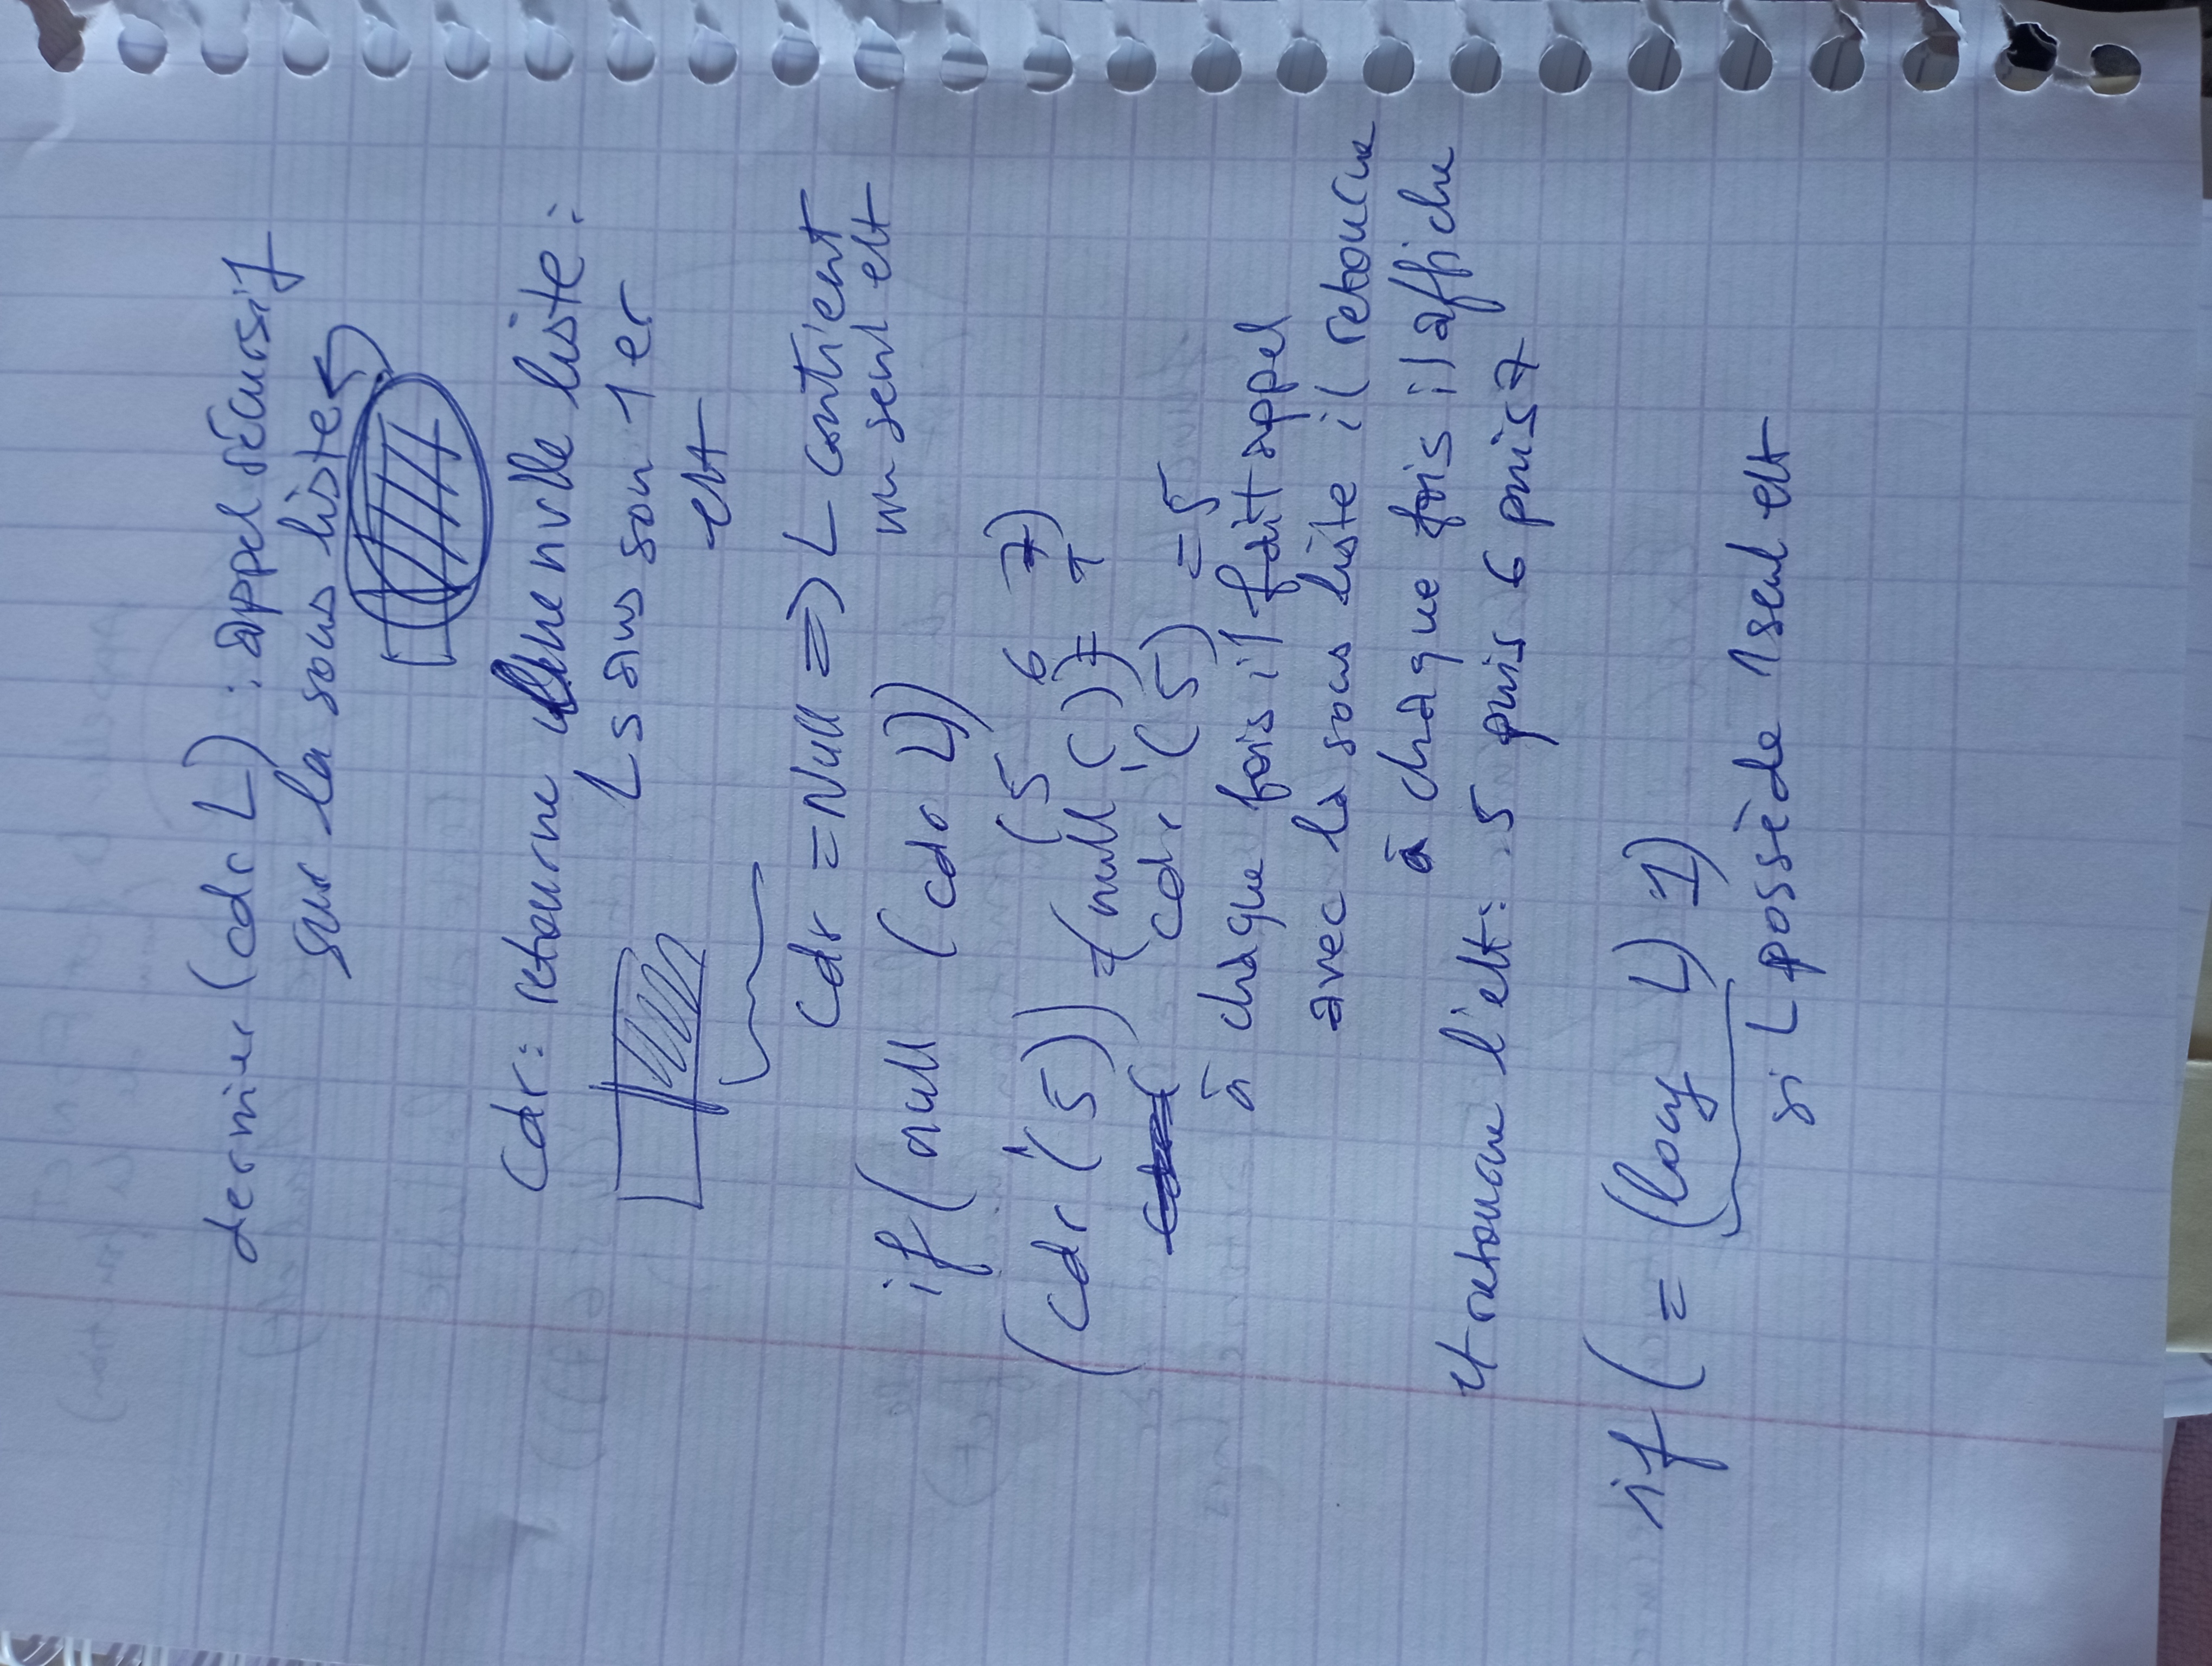 dernier (cdr L) : appel récursif
sur la sous liste
cdr : retourne une nvlle liste :
L sans son 1er
elt
cdr = Null => L contient
un seul elt
if (null (cdr L))
(5 6 7)
(cdr '(5)) = (null ()) =
cdr '(5) = 5
à chaque fois il fait appel
avec la sous liste il retourne
à chaque fois il affiche
retourne l'elt : 5 puis 6 puis 7
if (= (long L) 1)
si L possède 1 seul elt